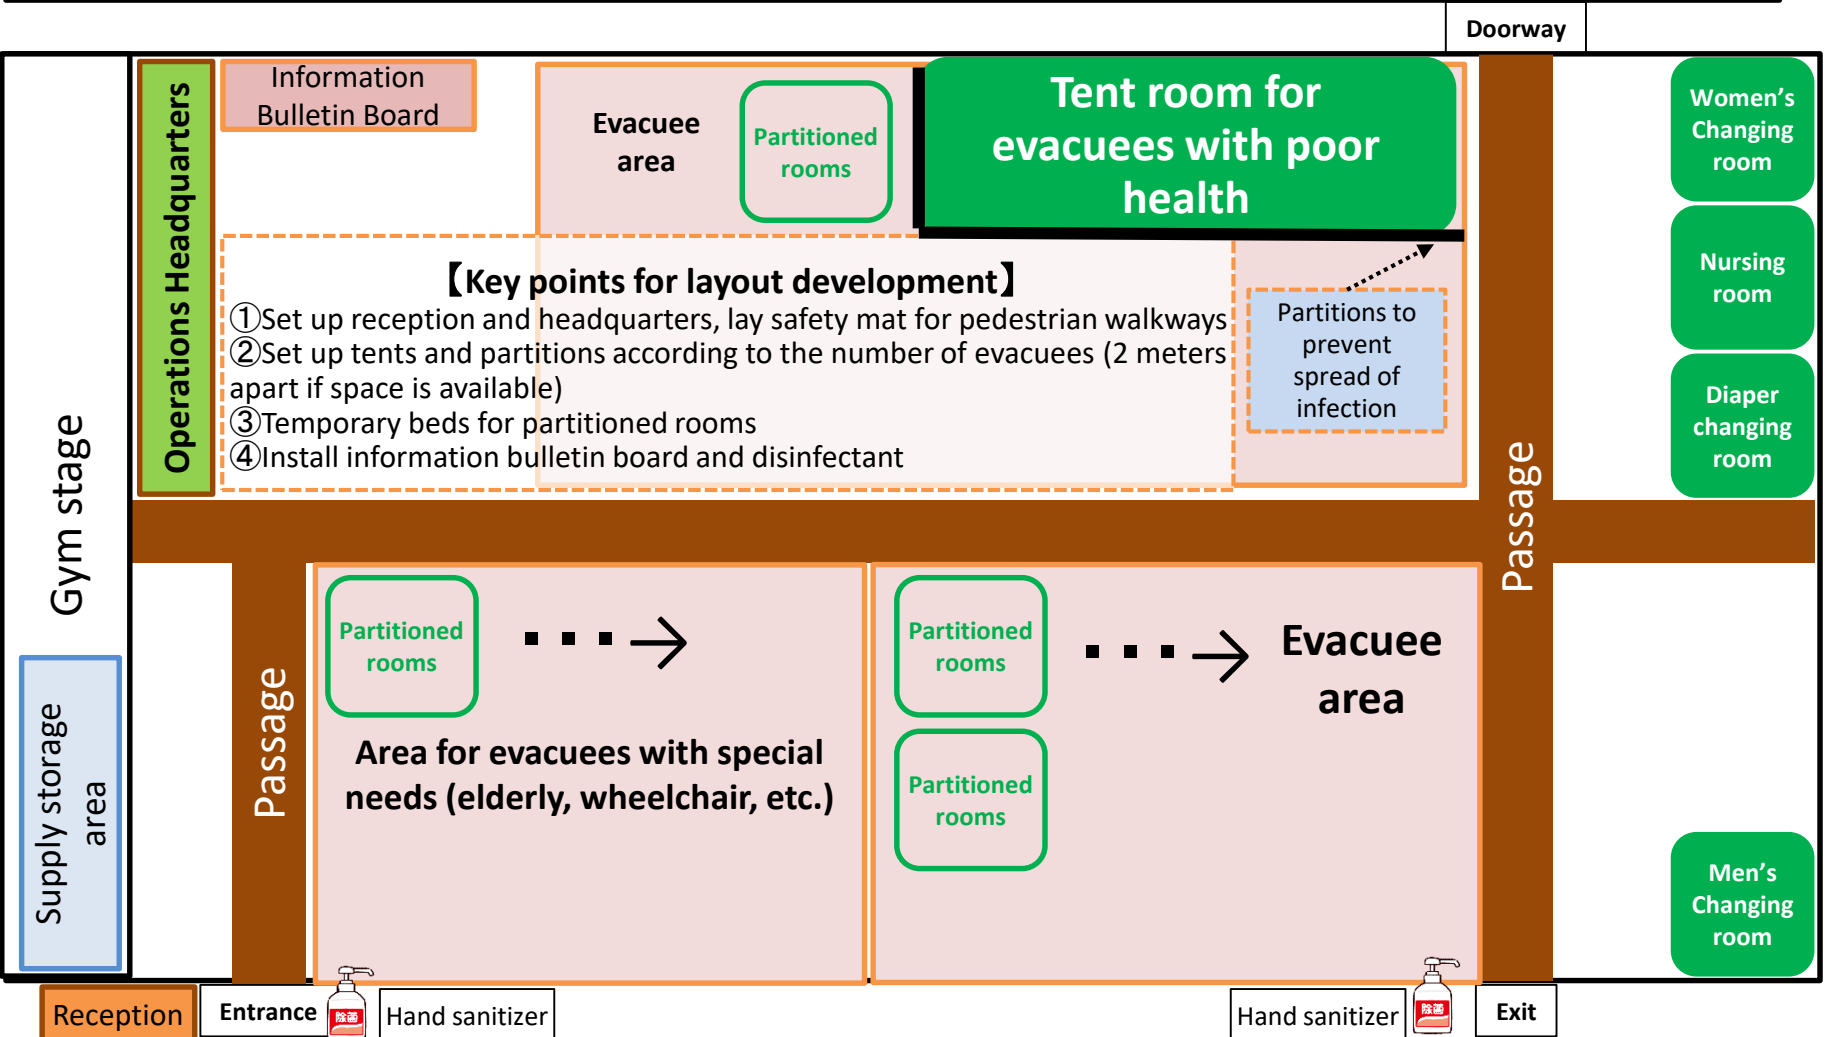 Doorway
Operations Headquarters
Information
Bulletin Board
Evacuee
area
Partitioned
rooms
Tent room for
evacuees with poor
health
Women's
Changing
room
Nursing
room
Diaper
changing
room
【Key points for layout development】
①Set up reception and headquarters, lay safety mat for pedestrian walkways
②Set up tents and partitions according to the number of evacuees (2 meters
apart if space is available)
③Temporary beds for partitioned rooms
④Install information bulletin board and disinfectant
Partitions to
prevent
spread of
infection
Gym stage
Passage
Supply storage
area
Passage
Partitioned
rooms
Area for evacuees with special
needs (elderly, wheelchair, etc.)
Partitioned
rooms
Partitioned
rooms
Evacuee
area
Men's
Changing
room
Reception
Entrance
除菌
Hand sanitizer
Hand sanitizer
除菌
Exit